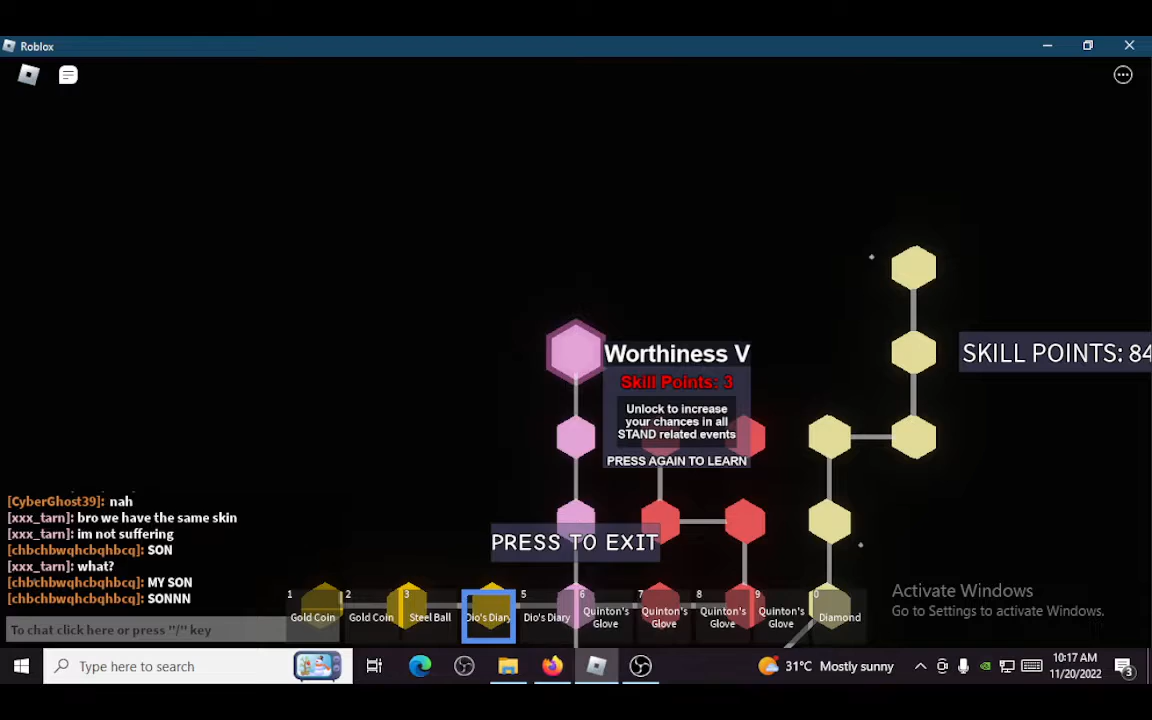 Roblox
Worthiness V
Skill Points: 3
Unlock to increase
your chances in all
STAND related events
PRESS AGAIN TO LEARN
SKILL POINTS: 84
PRESS TO EXIT
[CyberGhost39]: nah
[xxx_tarn]: bro we have the same skin
[xxx_tarn]: im not suffering
[chbchbwqhcbqhbcq]: SON
[xxx_tarn]: what?
[chbchbwqhcbqhbcq]: MY SON
[chbchbwqhcbqhbcq]: SONNN
To chat click here or press "/" key
1 2 3 5 6 7 8 9 0
Gold Coin Gold Coin Steel Ball Dio's Diary Dio's Diary Quinton's Glove Quinton's Glove Quinton's Glove Quinton's Glove Diamond
Activate Windows
Go to Settings to activate Windows.
Type here to search
31°C Mostly sunny
10:17 AM
11/20/2022
3